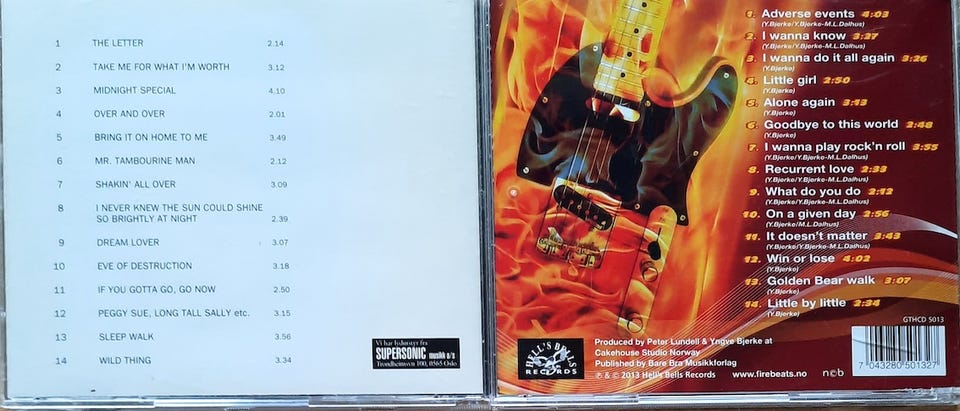 1 THE LETTER 2.14
2 TAKE ME FOR WHAT I'M WORTH 3.12
3 MIDNIGHT SPECIAL 4.10
4 OVER AND OVER 2.01
5 BRING IT ON HOME TO ME 3.49
6 MR. TAMBOURINE MAN 2.12
7 SHAKIN' ALL OVER 3.09
8 I NEVER KNEW THE SUN COULD SHINE
SO BRIGHTLY AT NIGHT 2.39
9 DREAM LOVER 3.07
10 EVE OF DESTRUCTION 3.18
11 IF YOU GOTTA GO, GO NOW 2.50
12 PEGGY SUE, LONG TALL SALLY etc. 3.15
13 SLEEP WALK 3.56
14 WILD THING 3.34
Vi har lydutstyr fra
SUPERSONIC musikk a/s
Trondheimsvn 100, 0565 Oslo
1. Adverse events 4:03
(Y.Bjerke/Y.Bjerke-M.L.Dalhus)
2. I wanna know 3:27
(Y.Bjerke/Y.Bjerke-M.L.Dalhus)
3. I wanna do it all again 3:26
(Y.Bjerke)
4. Little girl 2:50
(Y.Bjerke)
5. Alone again 3:13
(Y.Bjerke)
6. Goodbye to this world 2:48
(Y.Bjerke/Y.Bjerke-M.L.Dalhus)
7. I wanna play rock'n roll 3:55
(Y.Bjerke/Y.Bjerke-M.L.Dalhus)
8. Recurrent love 2:33
(Y.Bjerke/Y.Bjerke-M.L.Dalhus)
9. What do you do 2:12
(Y.Bjerke/Y.Bjerke-M.L.Dalhus)
10. On a given day 2:56
(Y.Bjerke/M.L.Dalhus)
11. It doesn't matter 3:43
(Y.Bjerke/Y.Bjerke-M.L.Dalhus)
12. Win or lose 4:02
(Y.Bjerke)
13. Golden Bear walk 3:07
(Y.Bjerke)
14. Little by little 2:34
(Y.Bjerke)
GTHCD 5013
HELL'S BELLS
RECORDS
Produced by Peter Lundell & Yngve Bjerke at
Cakehouse Studio Norway
Published by Bare Bra Musikkforlag
℗ & © 2013 Hell's Bells Records
www.firebeats.no
ncb
7 043280 501327